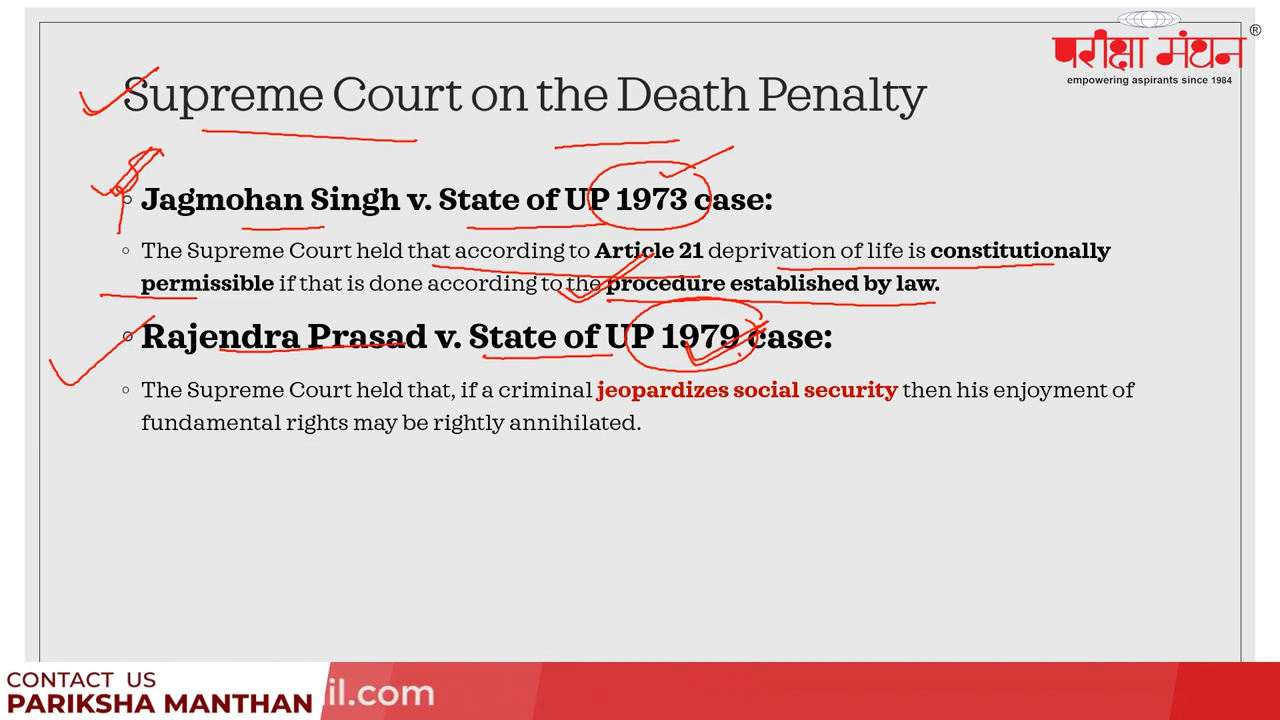 परीक्षा मंथन ®
empowering aspirants since 1984
Supreme Court on the Death Penalty
Jagmohan Singh v. State of UP 1973 case:
The Supreme Court held that according to Article 21 deprivation of life is constitutionally
permissible if that is done according to the procedure established by law.
Rajendra Prasad v. State of UP 1979 case:
The Supreme Court held that, if a criminal jeopardizes social security then his enjoyment of
fundamental rights may be rightly annihilated.
CONTACT US
PARIKSHA MANTHAN
il.com